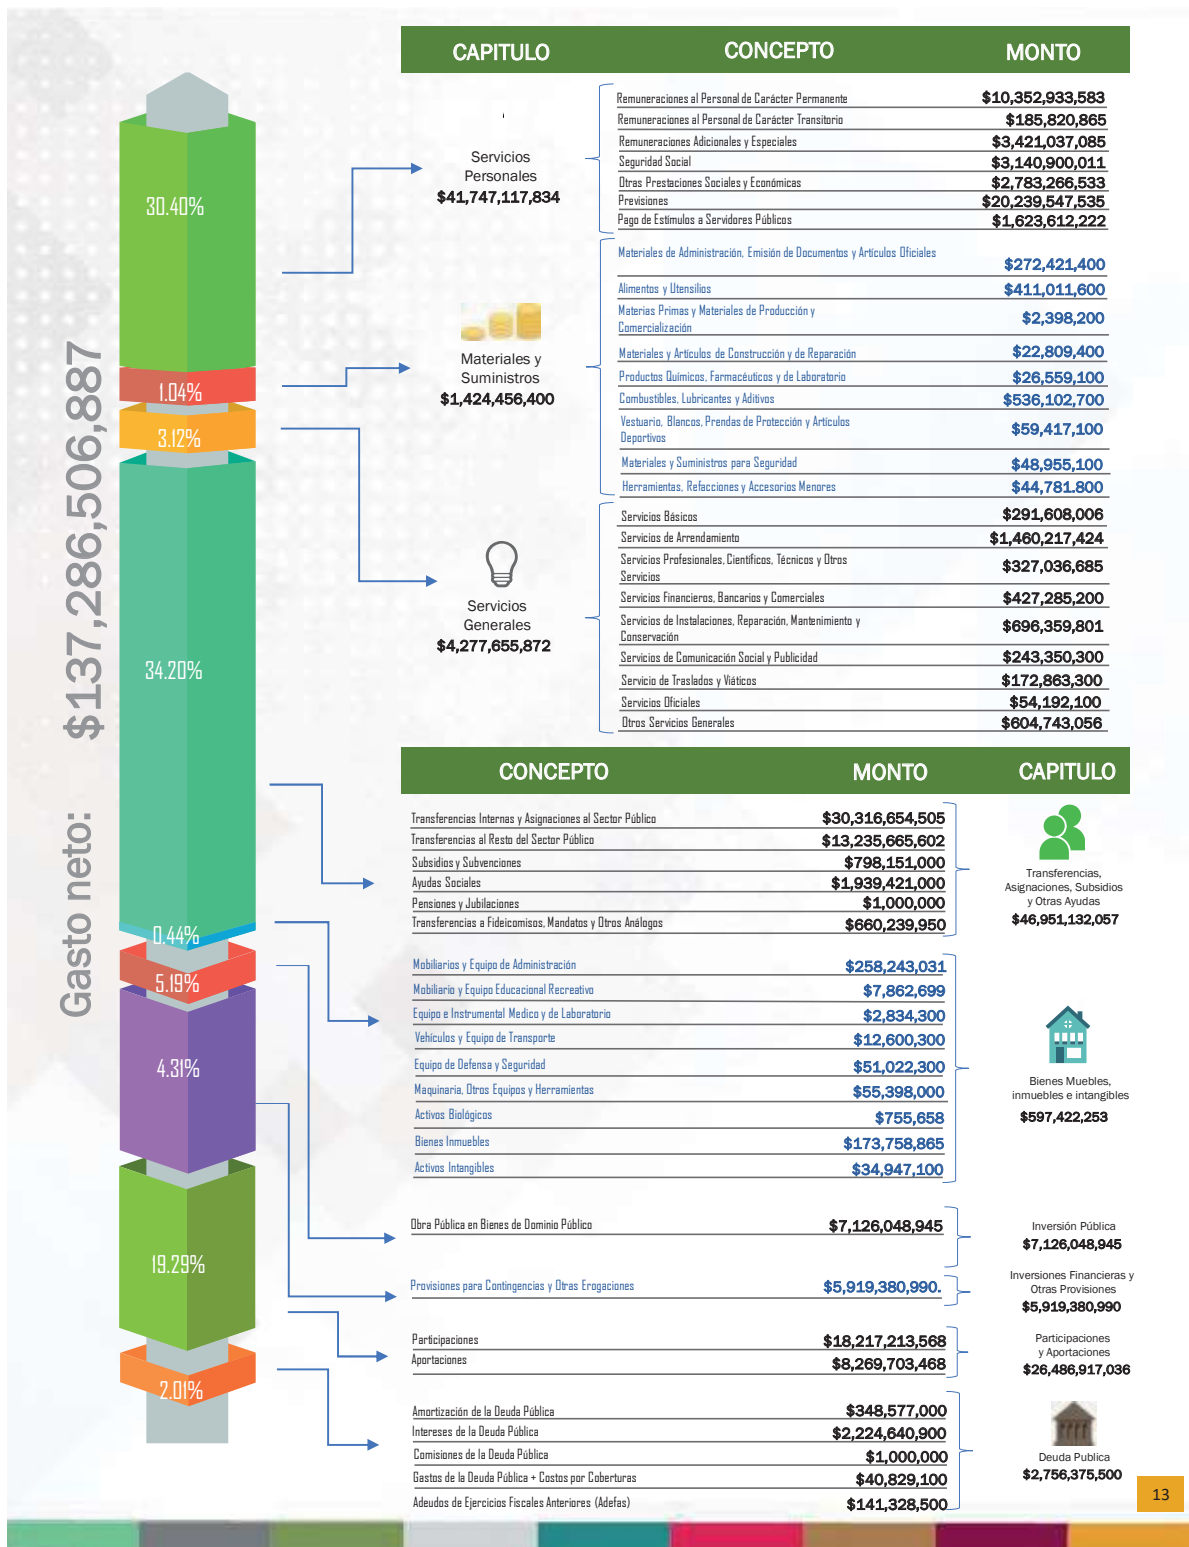 Gasto neto: $137,286,506,887
30.40%
1.04%
3.12%
34.20%
0.44%
5.19%
4.31%
19.29%
2.01%
CAPITULO CONCEPTO MONTO
Servicios
Personales
$41,747,117,834
Remuneraciones al Personal de Carácter Permanente $10,352,933,583
Remuneraciones al Personal de Carácter Transitorio $185,820,865
Remuneraciones Adicionales y Especiales $3,421,037,085
Seguridad Social $3,140,900,011
Otras Prestaciones Sociales y Económicas $2,783,266,533
Previsiones $20,239,547,535
Pago de Estímulos a Servidores Públicos $1,623,612,222
Materiales y
Suministros
$1,424,456,400
Materiales de Administración, Emisión de Documentos y Artículos Oficiales
$272,421,400
Alimentos y Utensilios $411,011,600
Materias Primas y Materiales de Producción y
Comercialización
$2,398,200
Materiales y Artículos de Construcción y de Reparación $22,809,400
Productos Químicos, Farmacéuticos y de Laboratorio $26,559,100
Combustibles, Lubricantes y Aditivos $536,102,700
Vestuario, Blancos, Prendas de Protección y Artículos
Deportivos
$59,417,100
Materiales y Suministros para Seguridad $48,955,100
Herramientas, Refacciones y Accesorios Menores $44,781.800
Servicios
Generales
$4,277,655,872
Servicios Básicos $291,608,006
Servicios de Arrendamiento $1,460,217,424
Servicios Profesionales, Científicos, Técnicos y Otros
Servicios
$327,036,685
Servicios Financieros, Bancarios y Comerciales $427,285,200
Servicios de Instalaciones, Reparación, Mantenimiento y
Conservación
$696,359,801
Servicios de Comunicación Social y Publicidad $243,350,300
Servicio de Traslados y Viáticos $172,863,300
Servicios Oficiales $54,192,100
Otros Servicios Generales $604,743,056
CONCEPTO MONTO CAPITULO
Transferencias Internas y Asignaciones al Sector Público $30,316,654,505
Transferencias al Resto del Sector Público $13,235,665,602
Subsidios y Subvenciones $798,151,000
Ayudas Sociales $1,939,421,000
Pensiones y Jubilaciones $1,000,000
Transferencias a Fideicomisos, Mandatos y Otros Análogos $660,239,950
Transferencias,
Asignaciones, Subsidios
y Otras Ayudas
$46,951,132,057
Mobiliarios y Equipo de Administración $258,243,031
Mobiliario y Equipo Educacional Recreativo $7,862,699
Equipo e Instrumental Medico y de Laboratorio $2,834,300
Vehículos y Equipo de Transporte $12,600,300
Equipo de Defensa y Seguridad $51,022,300
Maquinaria, Otros Equipos y Herramientas $55,398,000
Activos Biológicos $755,658
Bienes Inmuebles $173,758,865
Activos Intangibles $34,947,100
Bienes Muebles,
inmuebles e intangibles
$597,422,253
Obra Pública en Bienes de Dominio Público $7,126,048,945
Inversión Pública
$7,126,048,945
Provisiones para Contingencias y Otras Erogaciones $5,919,380,990.
Inversiones Financieras y
Otras Provisiones
$5,919,380,990
Participaciones $18,217,213,568
Aportaciones $8,269,703,468
Participaciones
y Aportaciones
$26,486,917,036
Amortización de la Deuda Pública $348,577,000
Intereses de la Deuda Pública $2,224,640,900
Comisiones de la Deuda Pública $1,000,000
Gastos de la Deuda Pública + Costos por Coberturas $40,829,100
Adeudos de Ejercicios Fiscales Anteriores (Adefas) $141,328,500
Deuda Publica
$2,756,375,500
13